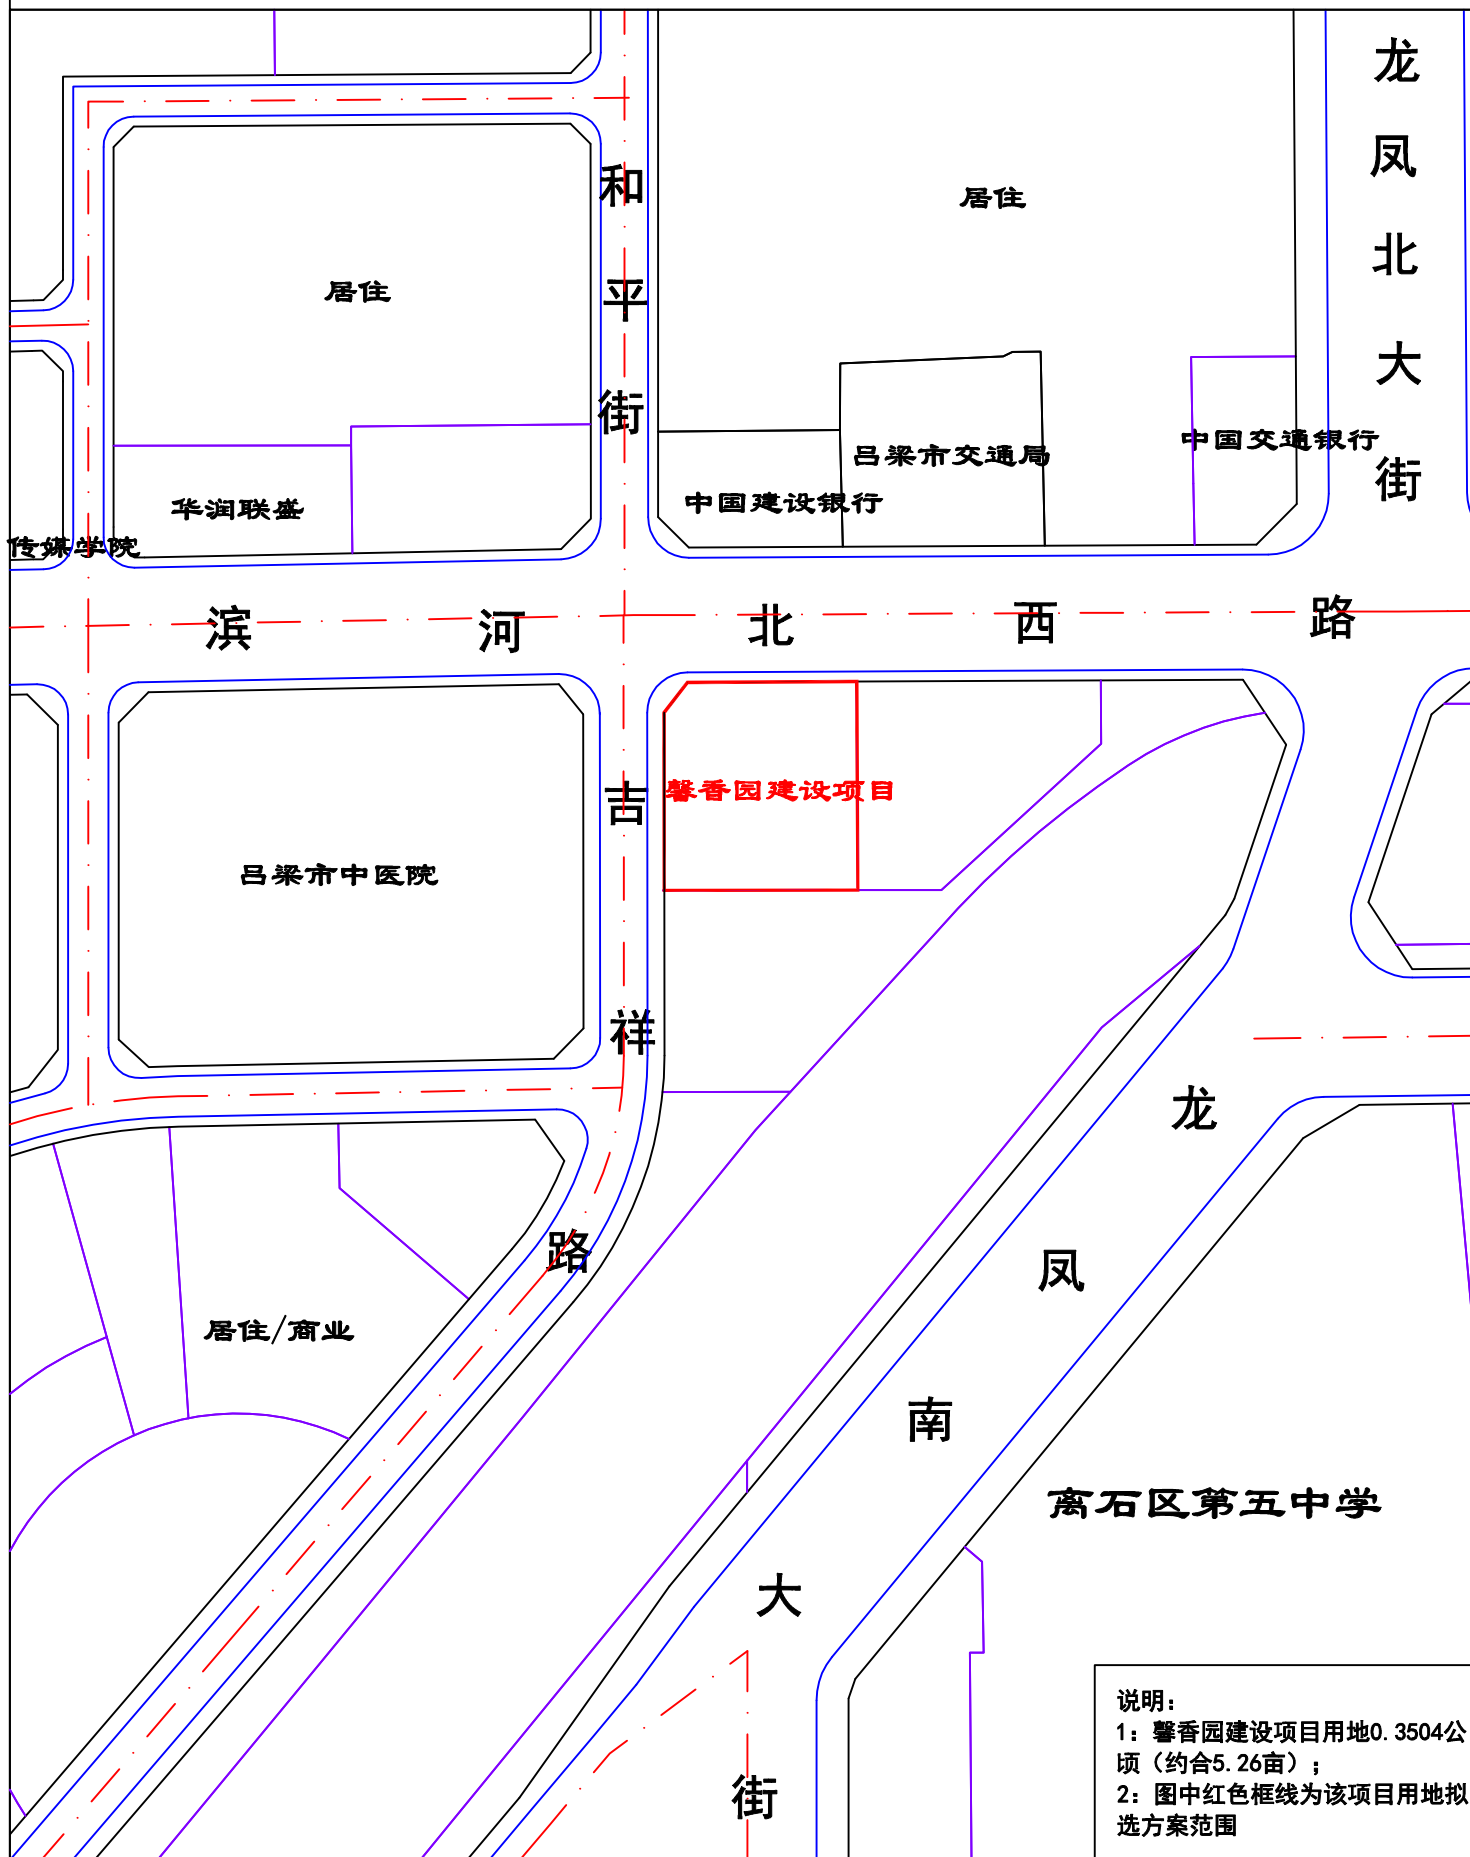 龙凤北大街
和平街
居住
居住
吕梁市交通局
中国交通银行
中国建设银行
华润联盛
传媒学院
滨河北西路
馨香园建设项目
吉祥路
吕梁市中医院
龙凤南大街
居住/商业
离石区第五中学
说明：
1：馨香园建设项目用地0.3504公
顷（约合5.26亩）；
2：图中红色框线为该项目用地拟
选方案范围